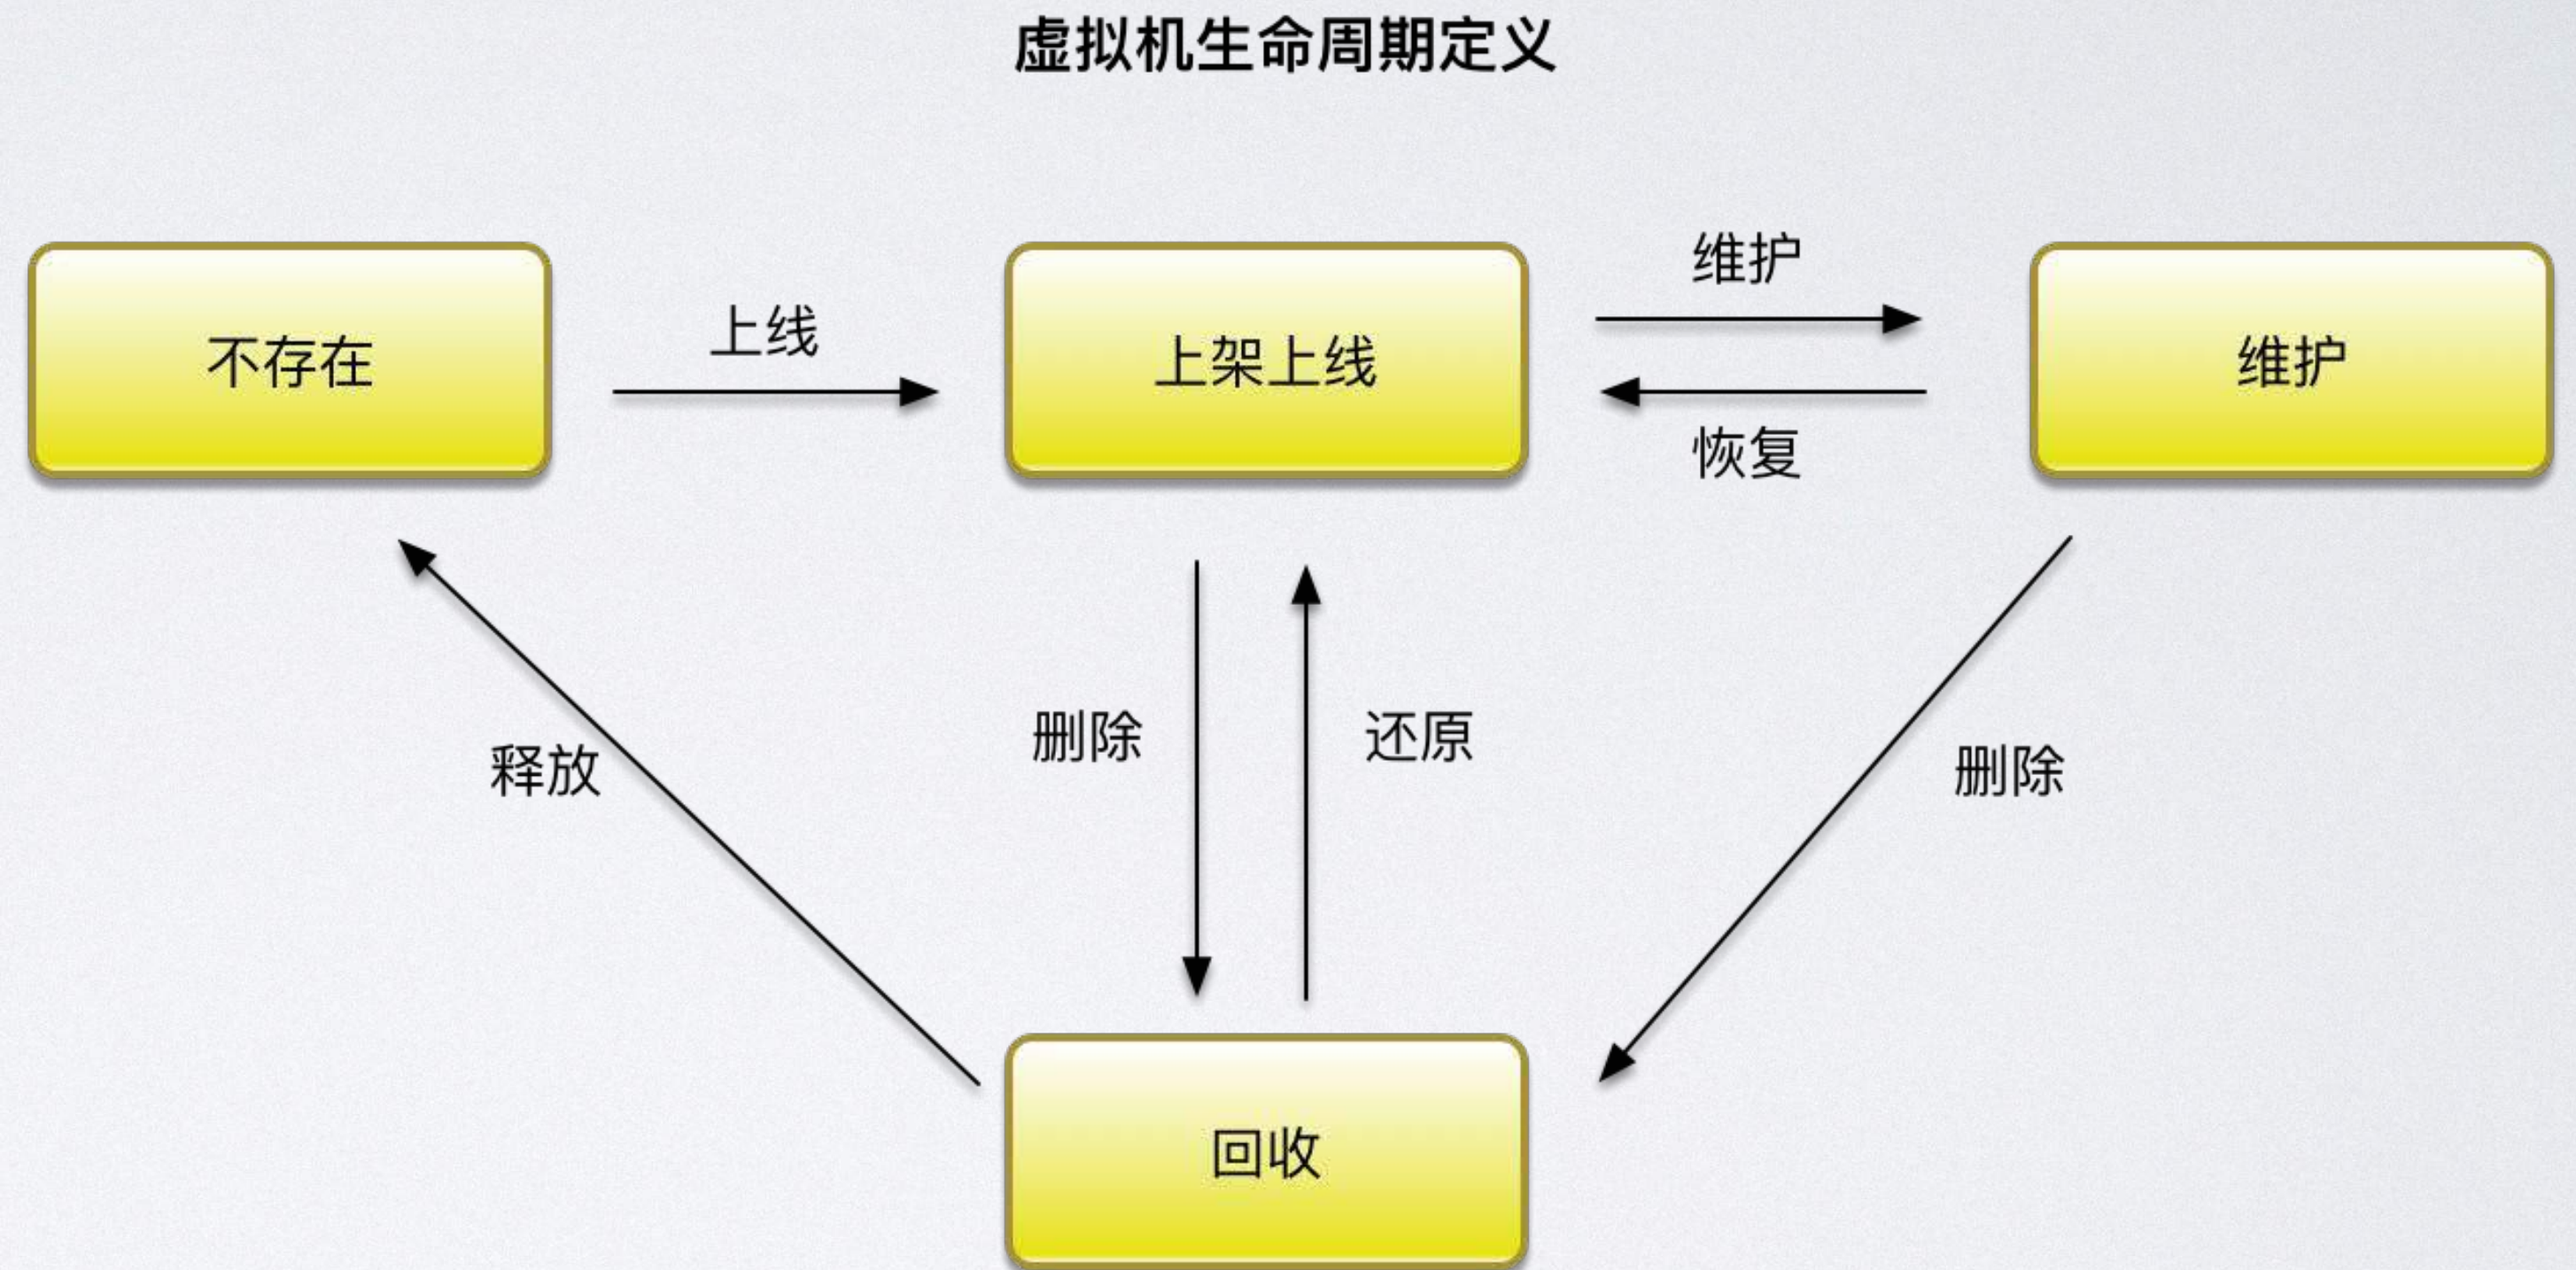 虚拟机生命周期定义
维护
上线
不存在
上架上线
维护
恢复
删除
还原
释放
删除
回收